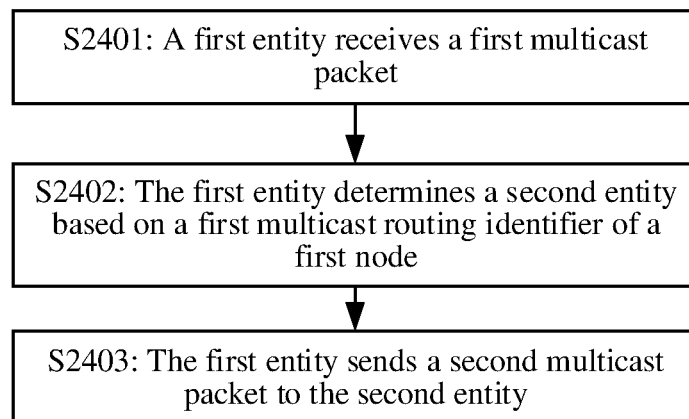 S2401: A first entity receives a first multicast
packet
S2402: The first entity determines a second entity
based on a first multicast routing identifier of a
first node
S2403: The first entity sends a second multicast
packet to the second entity